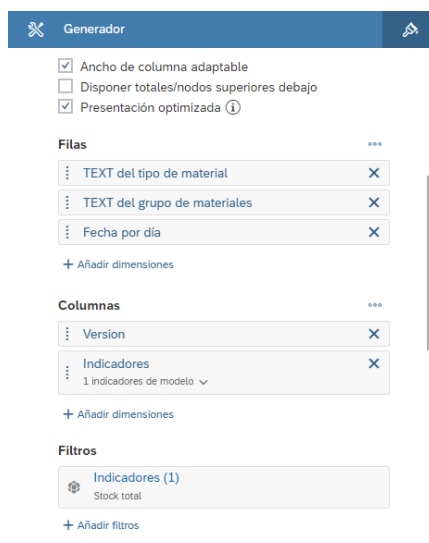 Generador
Ancho de columna adaptable
Disponer totales/nodos superiores debajo
Presentación optimizada
Filas
TEXT del tipo de material
TEXT del grupo de materiales
Fecha por día
+ Añadir dimensiones
Columnas
Version
Indicadores
1 indicadores de modelo
+ Añadir dimensiones
Filtros
Indicadores (1)
Stock total
+ Añadir filtros